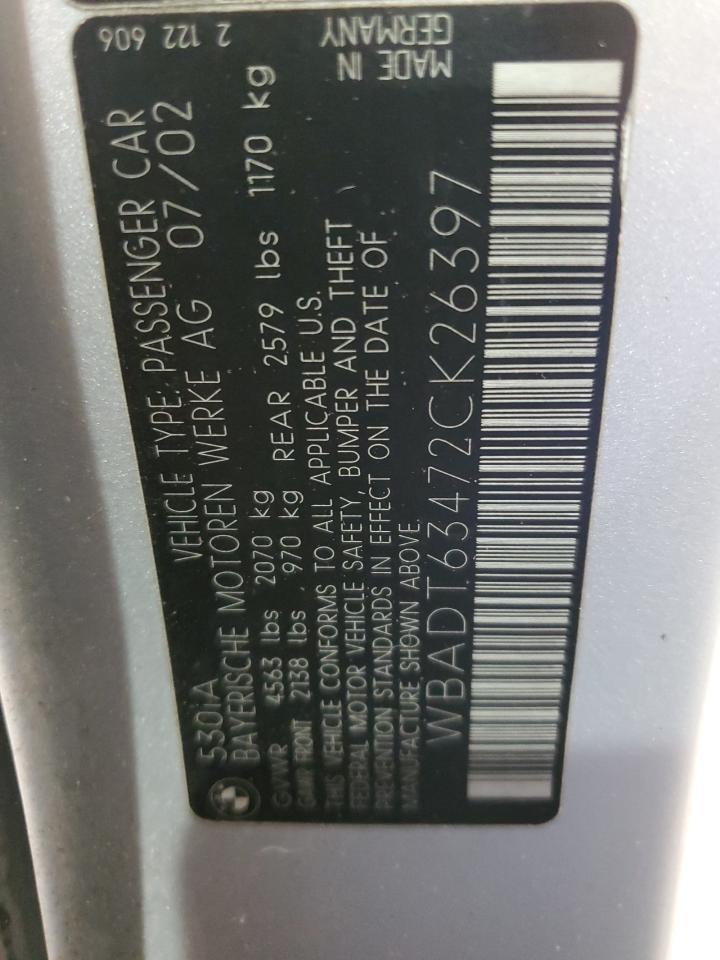 530iA VEHICLE TYPE: PASSENGER CAR 2 122 606
BAYERISCHE MOTOREN WERKE AG 07/02
GVWR 4563 lbs 2070 kg
GAWR FRONT 2138 lbs 970 kg REAR 2579 lbs 1170 kg
THIS VEHICLE CONFORMS TO ALL APPLICABLE U.S.
FEDERAL MOTOR VEHICLE SAFETY, BUMPER AND THEFT
PREVENTION STANDARDS IN EFFECT ON THE DATE OF
MANUFACTURE SHOWN ABOVE.
MADE IN
GERMANY
WBADT63472CK26397